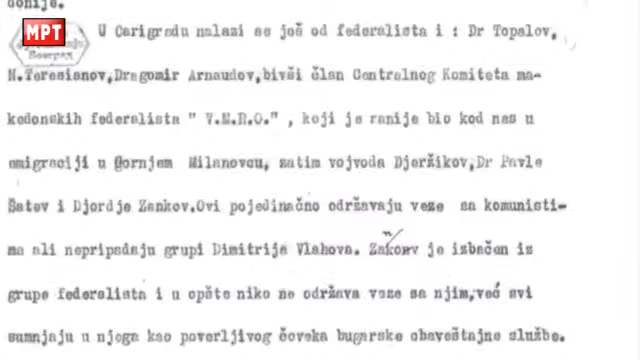 donije.
МРТ
U Carigradu nalazi se još od federalista i : Dr Topalov,
N.Teresianov,Dragomir Arnaudov,bivši član Centralnog Komiteta ma-
kedonskih federalista " V.M.R.O." , koji je ranije bio kod nas u
emigraciji u Gornjem Milanovcu, zatim vojvoda Djeržikov,Dr Pavle
Šatev i Djordje Zankov.Ovi pojedinačno održavaju veze sa komunisti-
ma ali nepripadaju grupi Dimitrija Vlahova. Zakonv je izbačen iz
grupe federalista i u opšte niko ne održava veze sa njim,već svi
sumnjaju u njega kao poverljivog čoveka bugarske obaveštajne službe.